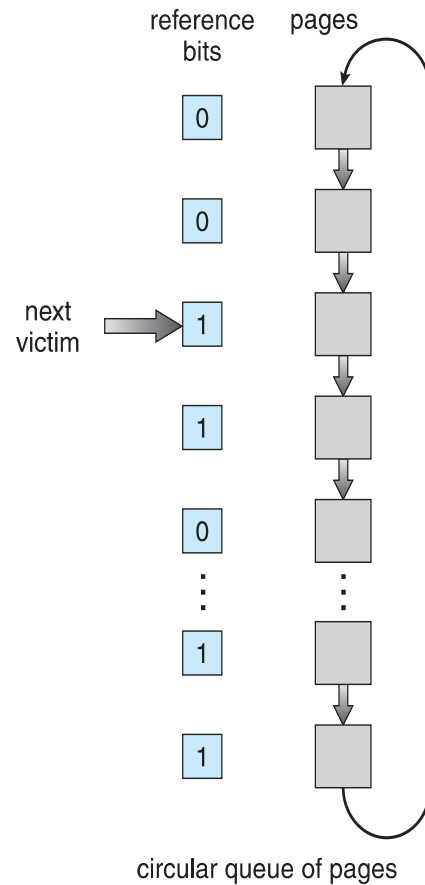 reference bits
pages
0
0
next victim
1
1
0
1
1
circular queue of pages